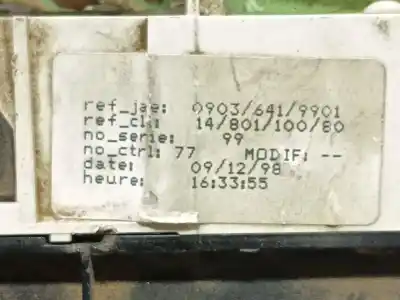 ref_jae: 0903/641/9901
ref_cli: 14/801/100/80
no_serie: 99
no_ctrl: 77 MODIF: --
date: 09/12/98
heure: 16:33:55